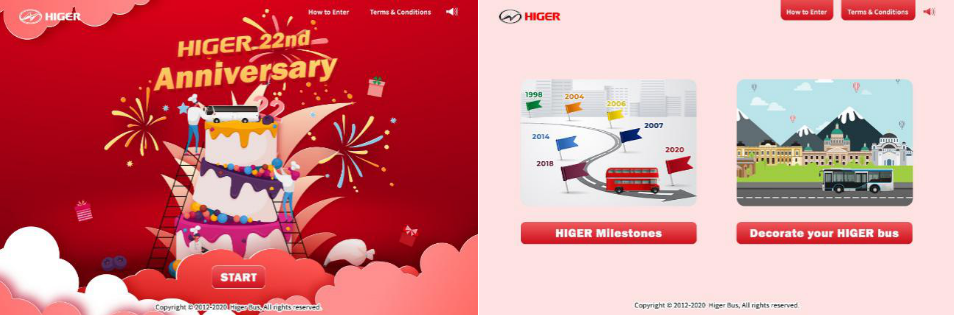 HIGER
How to Enter
Terms & Conditions
HIGER 22nd
Anniversary
22
START
Copyright © 2012-2020 Higer Bus, All rights reserved.
HIGER
How to Enter
Terms & Conditions
1998
2004
2006
2007
2014
2018
2020
HIGER Milestones
Decorate your HIGER bus
Copyright © 2012-2020 Higer Bus, All rights reserved.